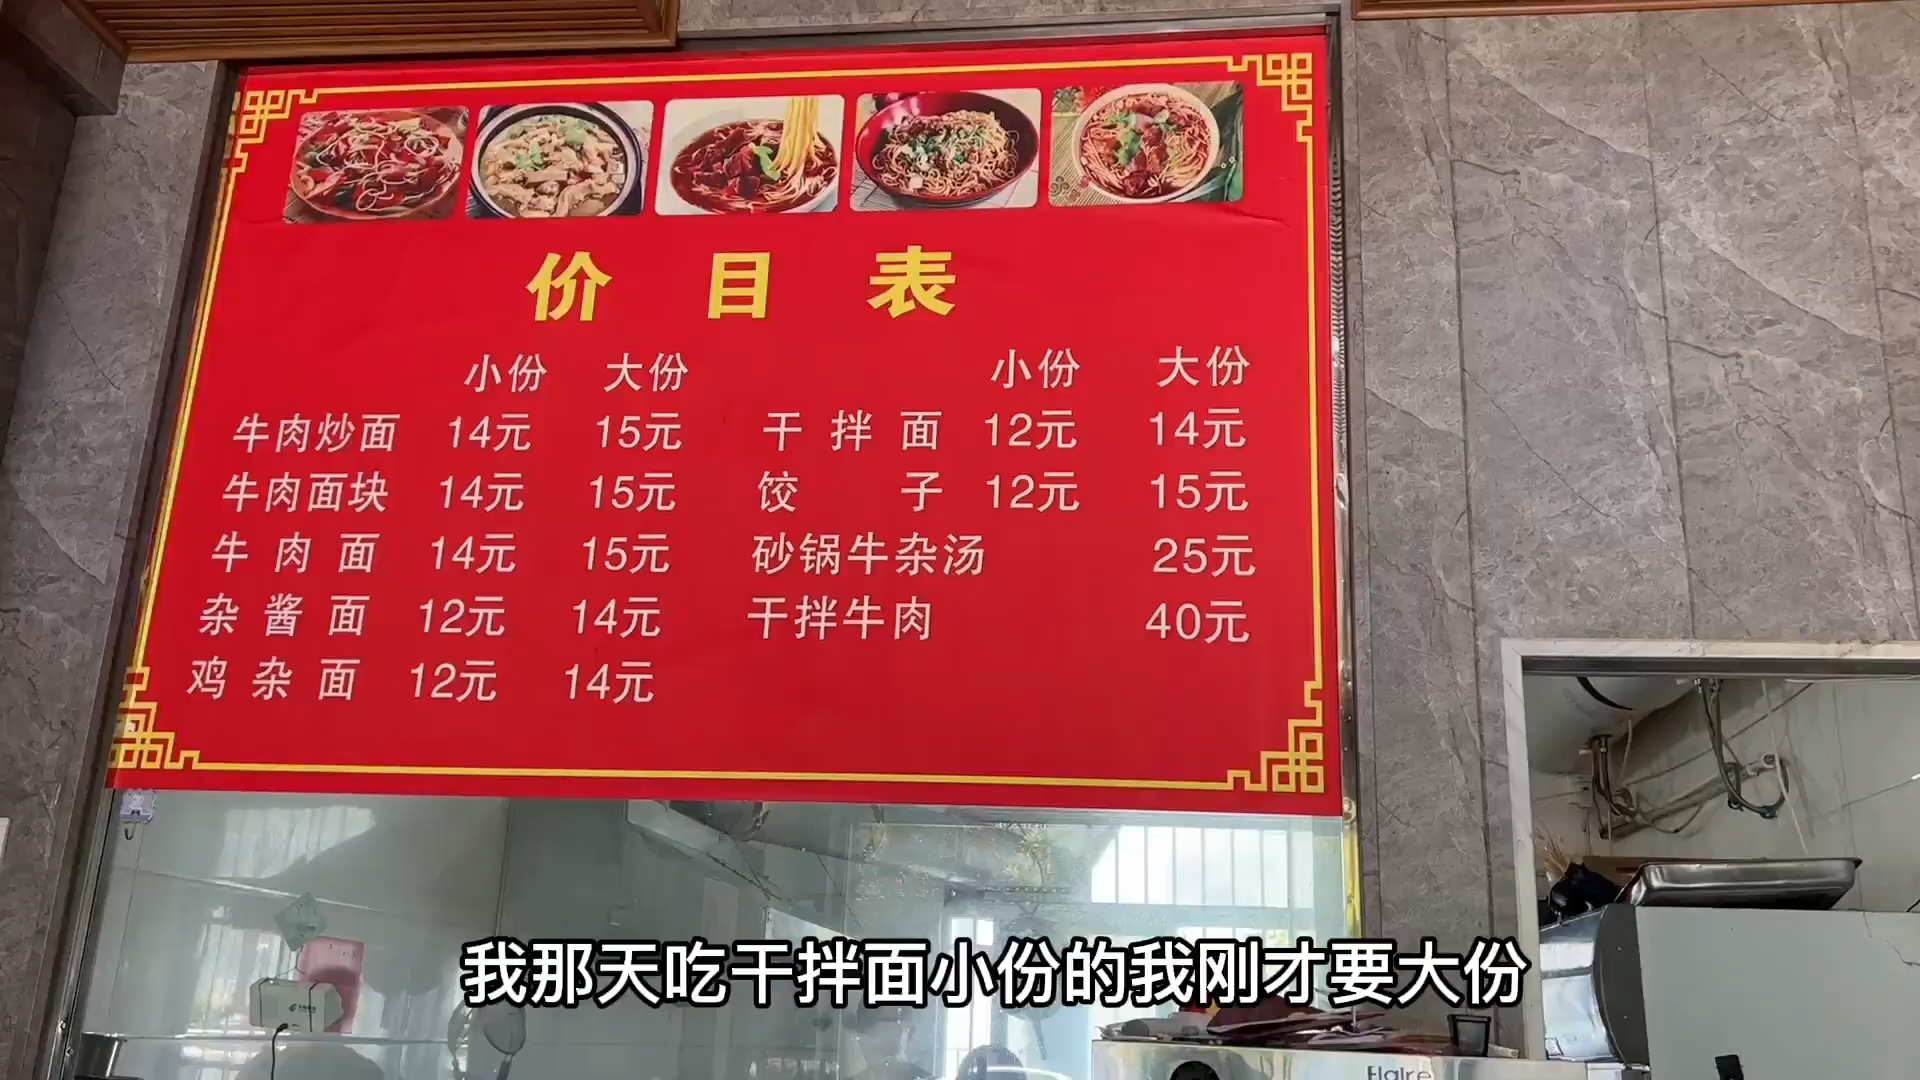 价目表
小份 大份 小份 大份
牛肉炒面 14元 15元 干拌面 12元 14元
牛肉面块 14元 15元 饺子 12元 15元
牛肉面 14元 15元 砂锅牛杂汤 25元
杂酱面 12元 14元 干拌牛肉 40元
鸡杂面 12元 14元
我那天吃干拌面小份的我刚才要大份